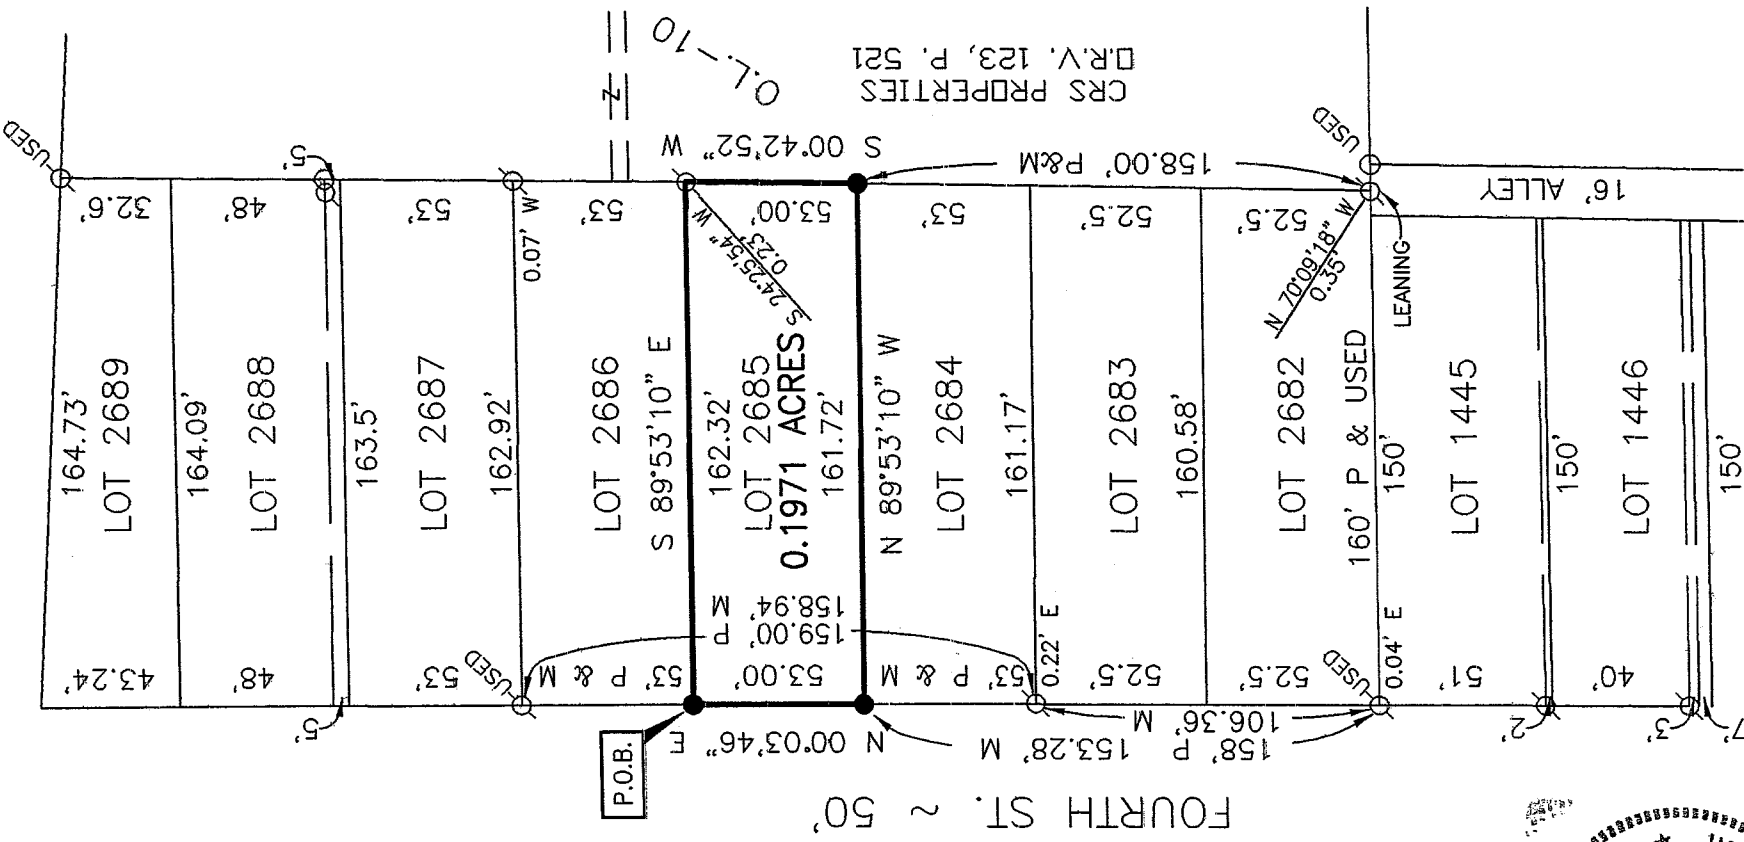 O.L.-10
CRS PROPERTIES
O.R.V. 123, P. 521
USED
USED
5'
Z
S 00°42'52" W
158.00' P&M
16' ALLEY
32.6'
48'
53'
53'
53.00'
53'
52.5'
52.5'
0.07' W
S 24°25'54" W
0.23'
N 70°09'18" W
0.35'
LEANING
164.73'
LOT 2689
164.09'
LOT 2688
163.5'
LOT 2687
162.92'
LOT 2686
S 89°53'10" E
162.32'
LOT 2685
0.1971 ACRES
161.72'
N 89°53'10" W
LOT 2684
161.17'
LOT 2683
160.58'
LOT 2682
160' P & USED
150'
LOT 1445
150'
LOT 1446
150'
158.94' M
159.00' P
43.24'
48'
53'
USED
53' P & M
53.00'
53' P & M
0.22' E
52.5'
52.5'
USED
0.04' E
51'
40'
5'
P.O.B.
N 00°03'46" E
153.28' M
106.36' M
158' P
2'
3'
7'
FOURTH ST. ~ 50'